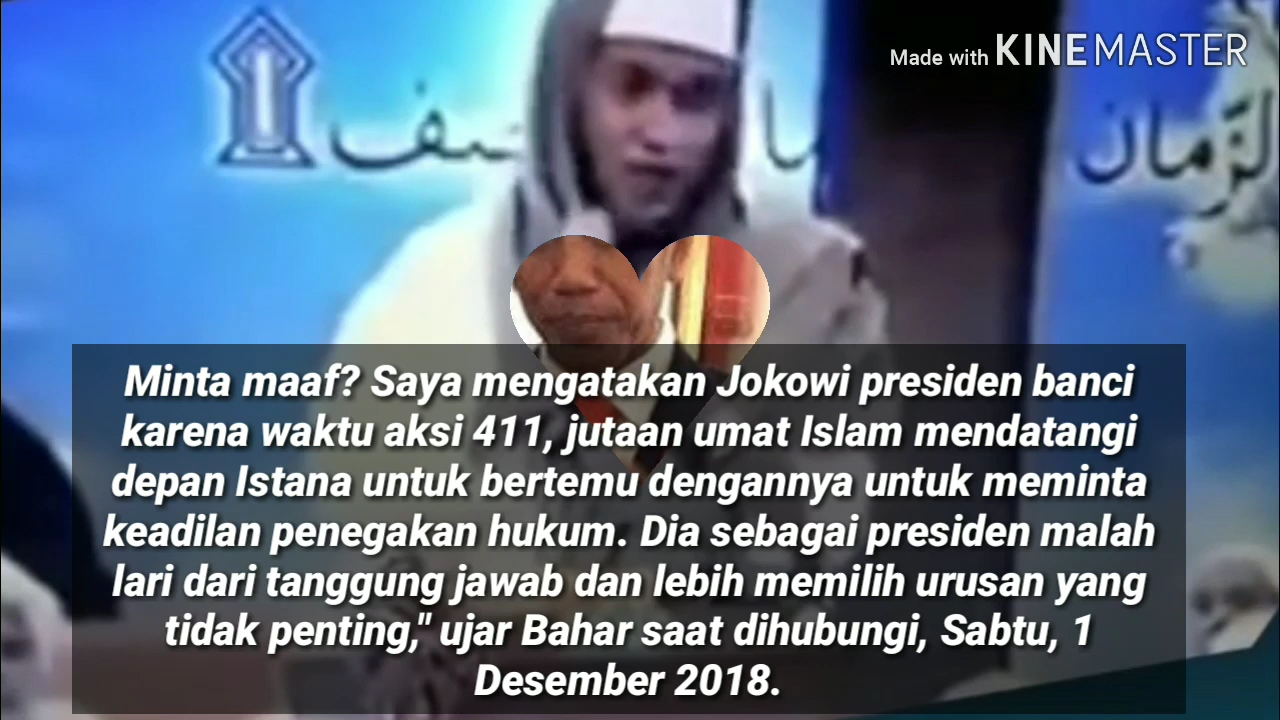 Made with KINEMASTER
الزمان
Minta maaf? Saya mengatakan Jokowi presiden banci
karena waktu aksi 411, jutaan umat Islam mendatangi
depan Istana untuk bertemu dengannya untuk meminta
keadilan penegakan hukum. Dia sebagai presiden malah
lari dari tanggung jawab dan lebih memilih urusan yang
tidak penting," ujar Bahar saat dihubungi, Sabtu, 1
Desember 2018.